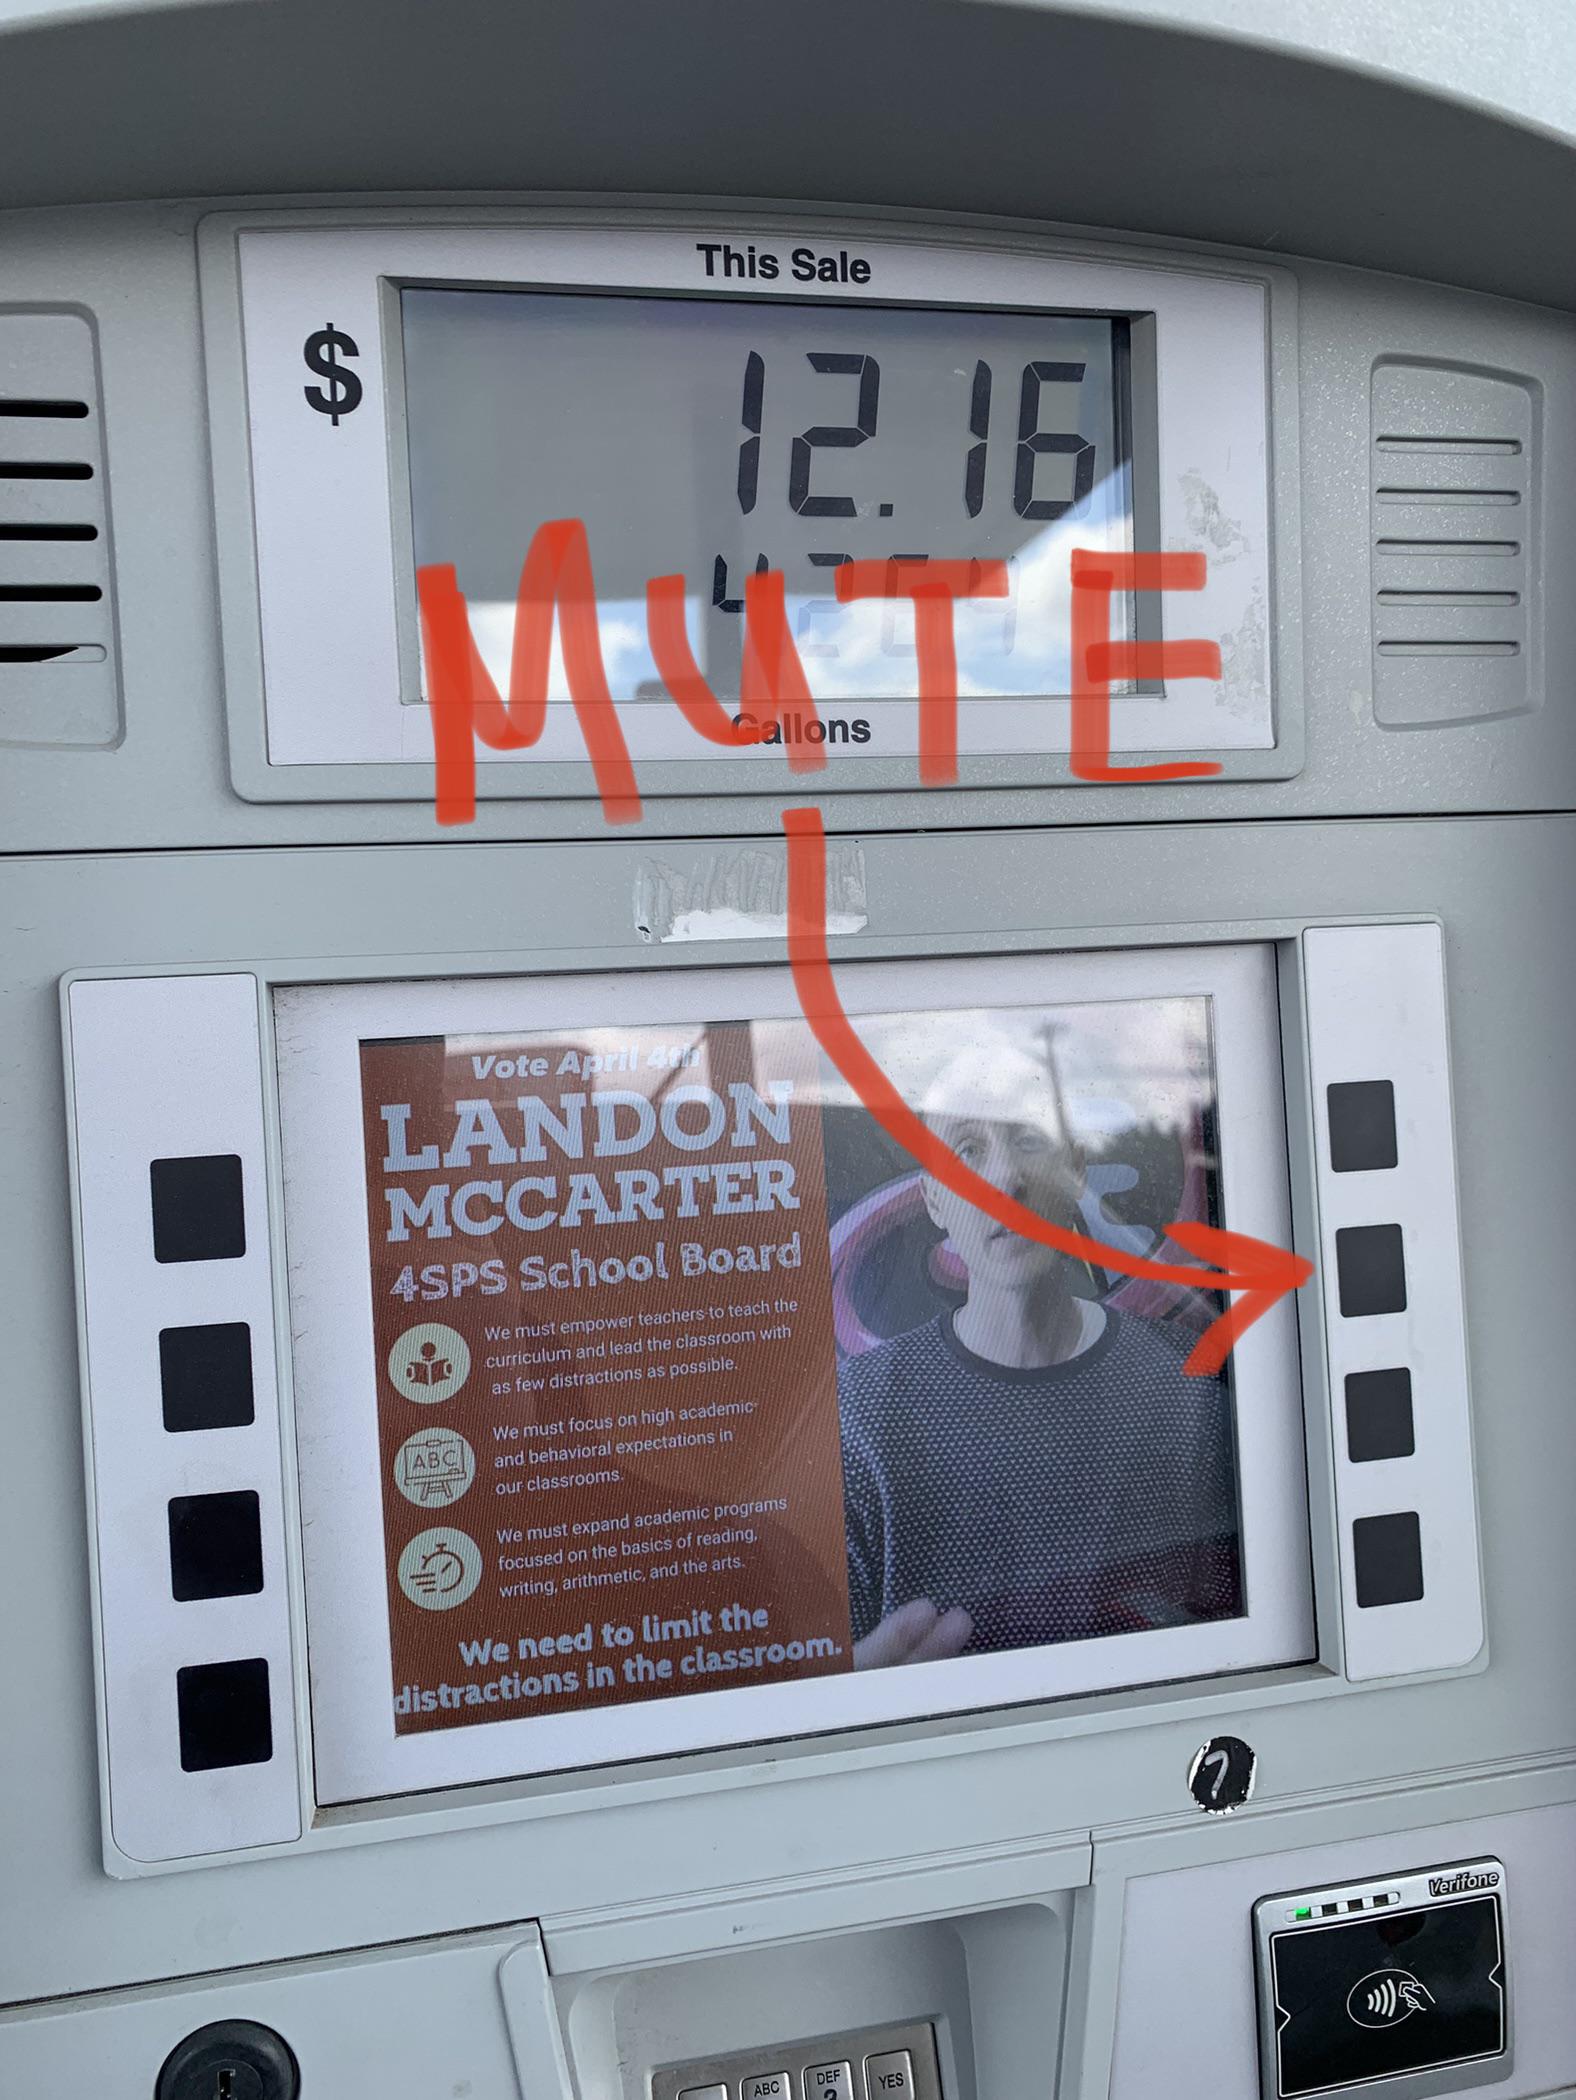 This Sale
$
12.16
MUTE
Gallons
Vote April 4th
LANDON
MCCARTER
4SPS School Board
We must empower teachers to teach the
curriculum and lead the classroom with
as few distractions as possible.
ABC
We must focus on high academic
and behavioral expectations in
our classrooms.
We must expand academic programs
focused on the basics of reading,
writing, arithmetic, and the arts.
We need to limit the
distractions in the classroom.
7
Verifone
ABC
DEF
YES